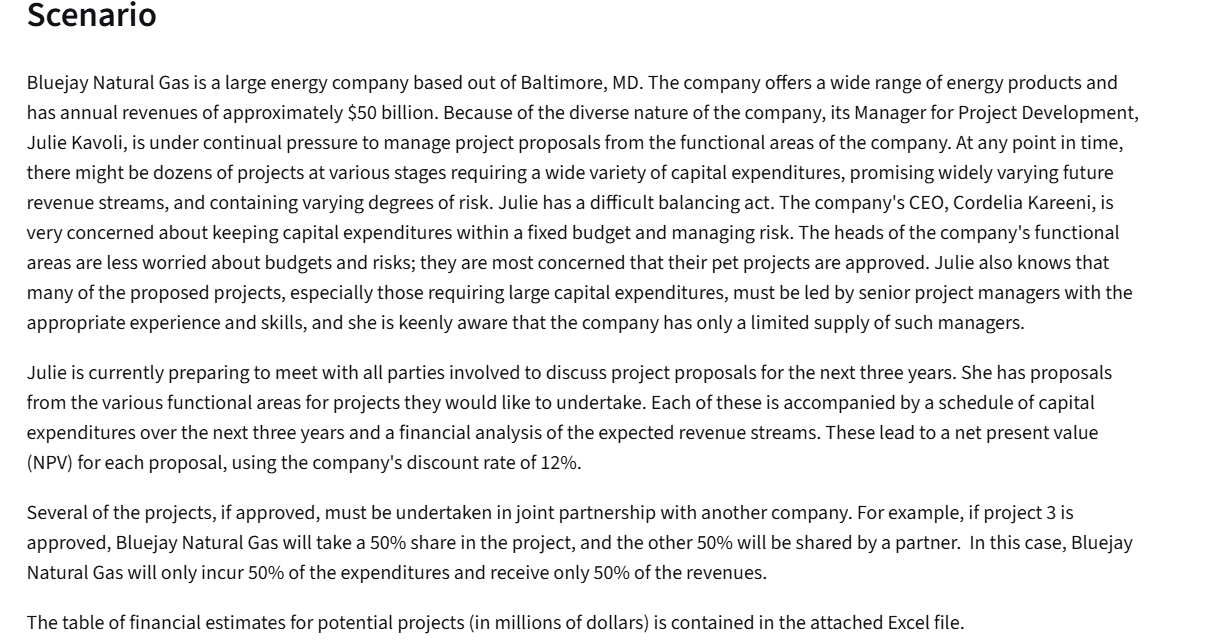 Scenario
Bluejay Natural Gas is a large energy company based out of Baltimore, MD. The company offers a wide range of energy products and
has annual revenues of approximately $50 billion. Because of the diverse nature of the company, its Manager for Project Development,
Julie Kavoli, is under continual pressure to manage project proposals from the functional areas of the company. At any point in time,
there might be dozens of projects at various stages requiring a wide variety of capital expenditures, promising widely varying future
revenue streams, and containing varying degrees of risk. Julie has a difficult balancing act. The company's CEO, Cordelia Kareeni, is
very concerned about keeping capital expenditures within a fixed budget and managing risk. The heads of the company's functional
areas are less worried about budgets and risks; they are most concerned that their pet projects are approved. Julie also knows that
many of the proposed projects, especially those requiring large capital expenditures, must be led by senior project managers with the
appropriate experience and skills, and she is keenly aware that the company has only a limited supply of such managers.
Julie is currently preparing to meet with all parties involved to discuss project proposals for the next three years. She has proposals
from the various functional areas for projects they would like to undertake. Each of these is accompanied by a schedule of capital
expenditures over the next three years and a financial analysis of the expected revenue streams. These lead to a net present value
(NPV) for each proposal, using the company's discount rate of 12%.
Several of the projects, if approved, must be undertaken in joint partnership with another company. For example, if project 3 is
approved, Bluejay Natural Gas will take a 50% share in the project, and the other 50% will be shared by a partner.  In this case, Bluejay
Natural Gas will only incur 50% of the expenditures and receive only 50% of the revenues.
The table of financial estimates for potential projects (in millions of dollars) is contained in the attached Excel file.